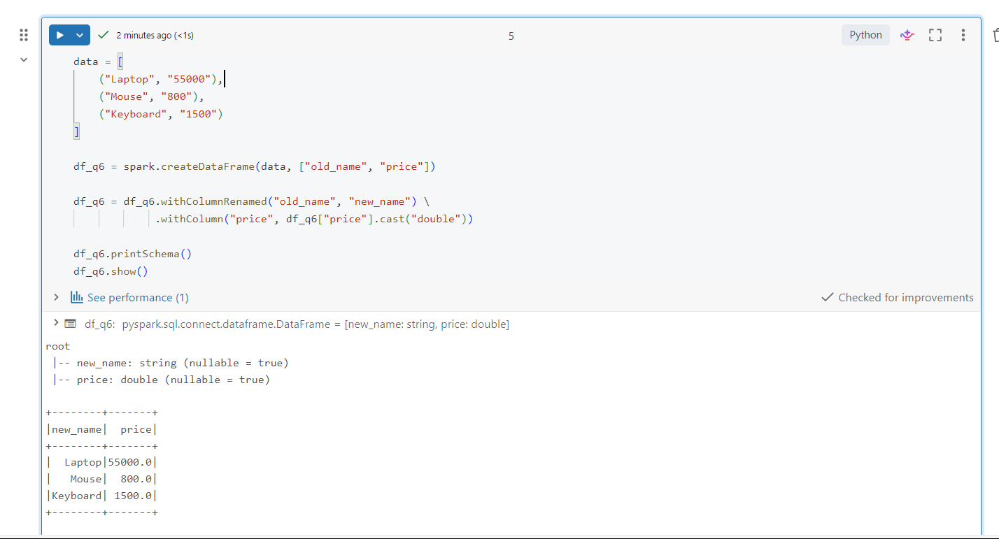 2 minutes ago (<1s)
5
Python
data = [
    ("Laptop", "55000"),
    ("Mouse", "800"),
    ("Keyboard", "1500")
]
df_q6 = spark.createDataFrame(data, ["old_name", "price"])
df_q6 = df_q6.withColumnRenamed("old_name", "new_name") \
             .withColumn("price", df_q6["price"].cast("double"))
df_q6.printSchema()
df_q6.show()
See performance (1)
Checked for improvements
df_q6: pyspark.sql.connect.dataframe.DataFrame = [new_name: string, price: double]
root
 |-- new_name: string (nullable = true)
 |-- price: double (nullable = true)
+--------+-------+
|new_name|  price|
+--------+-------+
|  Laptop|55000.0|
|   Mouse|  800.0|
|Keyboard| 1500.0|
+--------+-------+